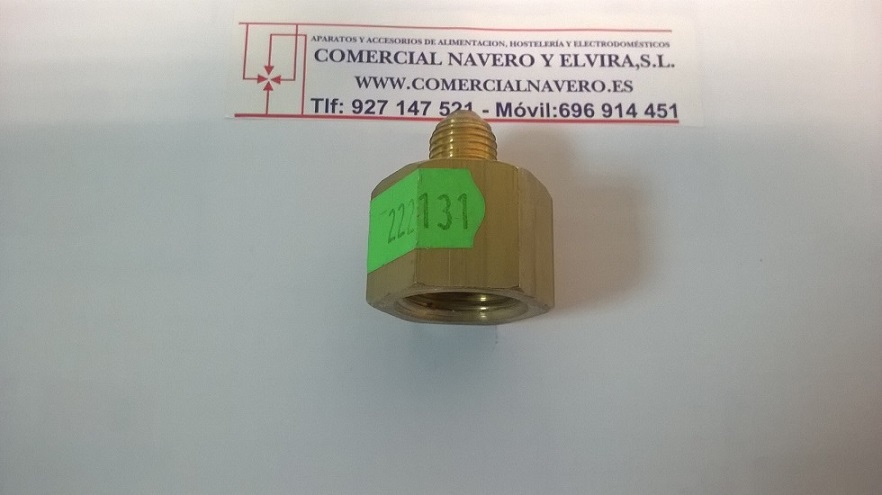 APARATOS Y ACCESORIOS DE ALIMENTACION, HOSTELERÍA Y ELECTRODOMÉSTICOS
COMERCIAL NAVERO Y ELVIRA,S.L.
WWW.COMERCIALNAVERO.ES
Tlf: 927 147 521 - Móvil:696 914 451
222131